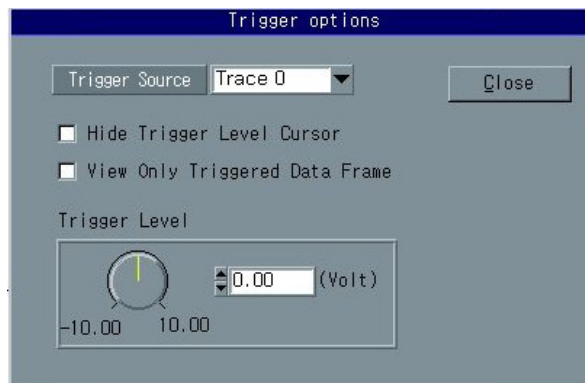 Trigger options
Trigger Source Trace 0
Close
Hide Trigger Level Cursor
View Only Triggered Data Frame
Trigger Level
0.00 (Volt)
-10.00 10.00